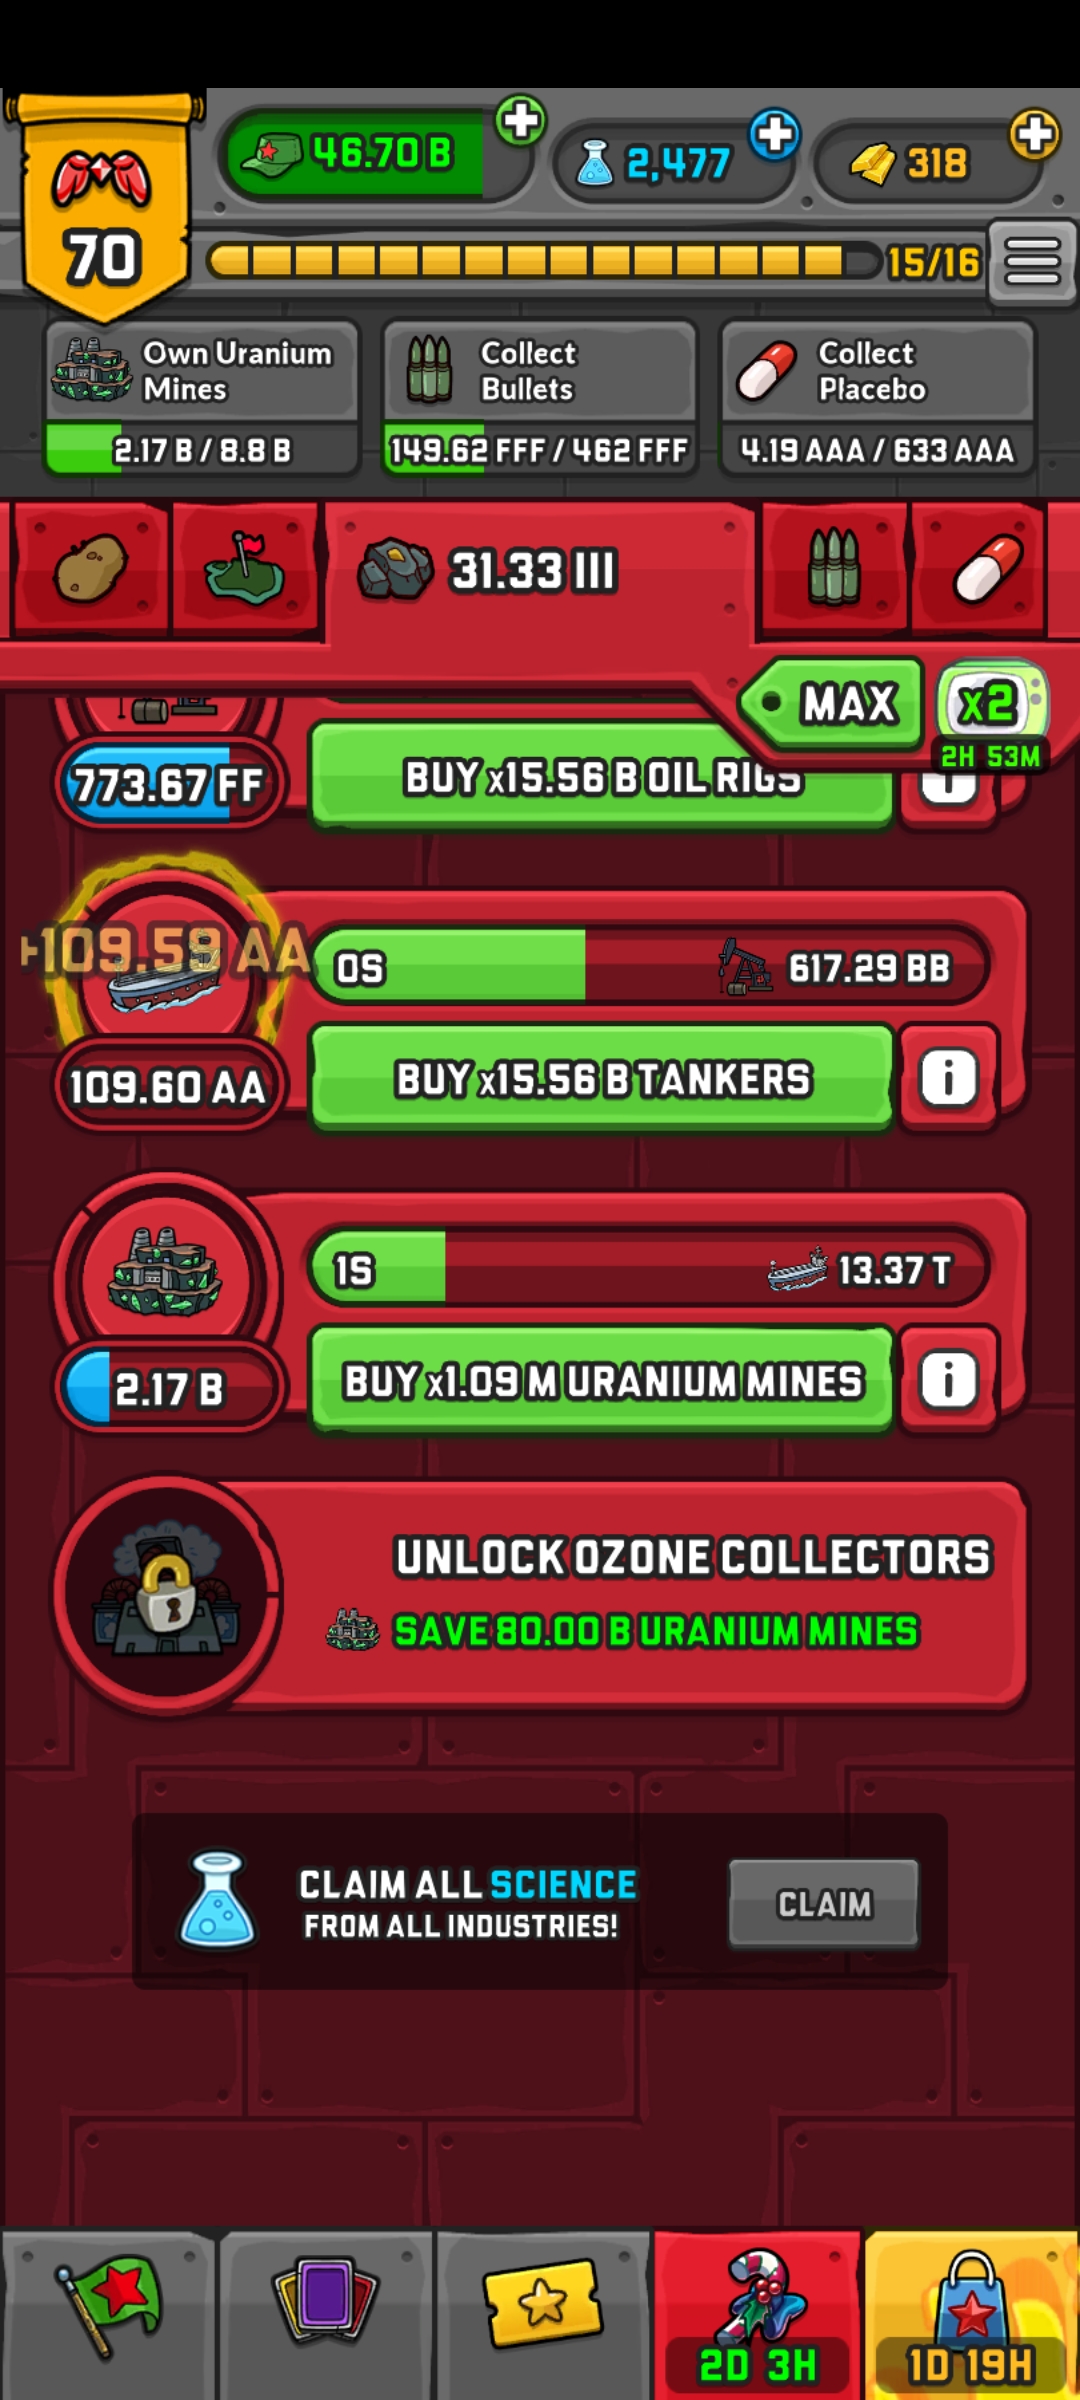 70
46.70 B
2,477
318
15/16
Own Uranium
Mines
2.17 B / 8.8 B
Collect
Bullets
149.62 FFF / 462 FFF
Collect
Placebo
4.19 AAA / 633 AAA
31.33 III
MAX
x2
2H 53M
773.67 FF
BUY x15.56 B OIL RIGS
i
+109.59 AA
0S
617.29 BB
109.60 AA
BUY x15.56 B TANKERS
i
1S
13.37 T
2.17 B
BUY x1.09 M URANIUM MINES
i
UNLOCK OZONE COLLECTORS
SAVE 80.00 B URANIUM MINES
CLAIM ALL SCIENCE
FROM ALL INDUSTRIES!
CLAIM
2D 3H
1D 19H